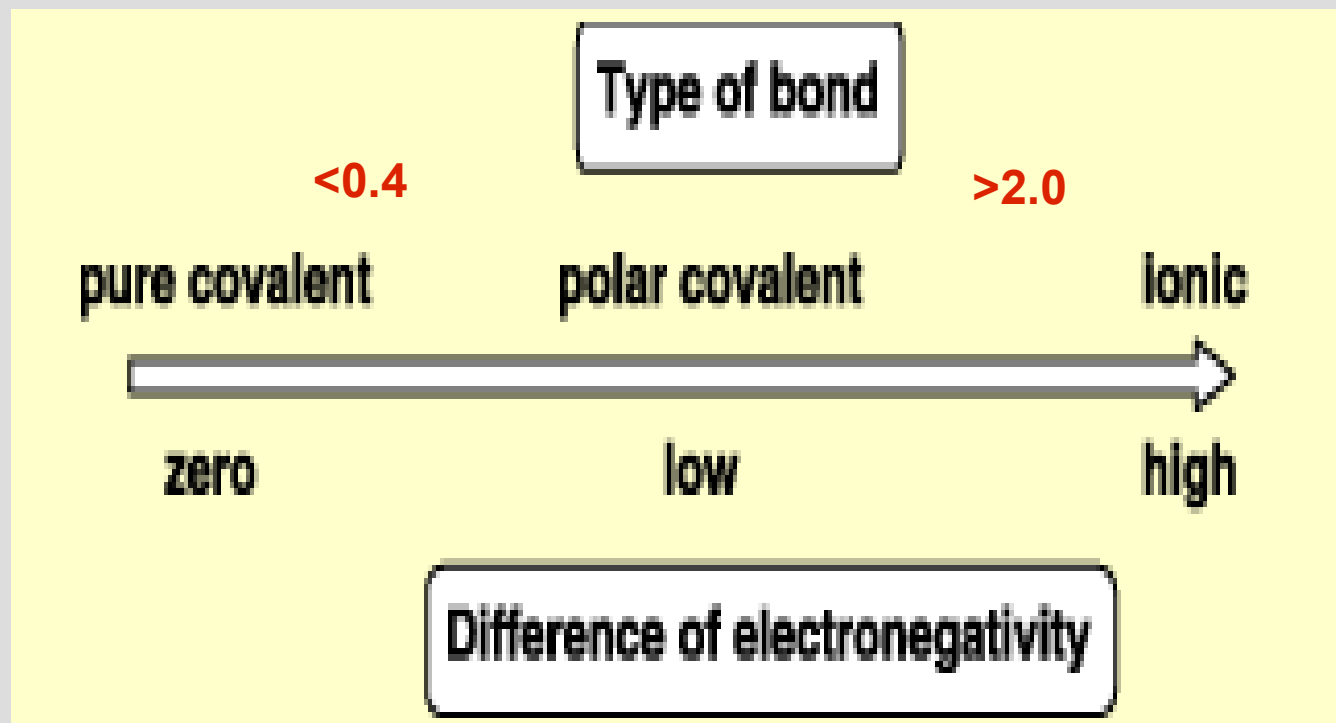 Type of bond
<0.4
>2.0
pure covalent
polar covalent
ionic
zero
low
high
Difference of electronegativity